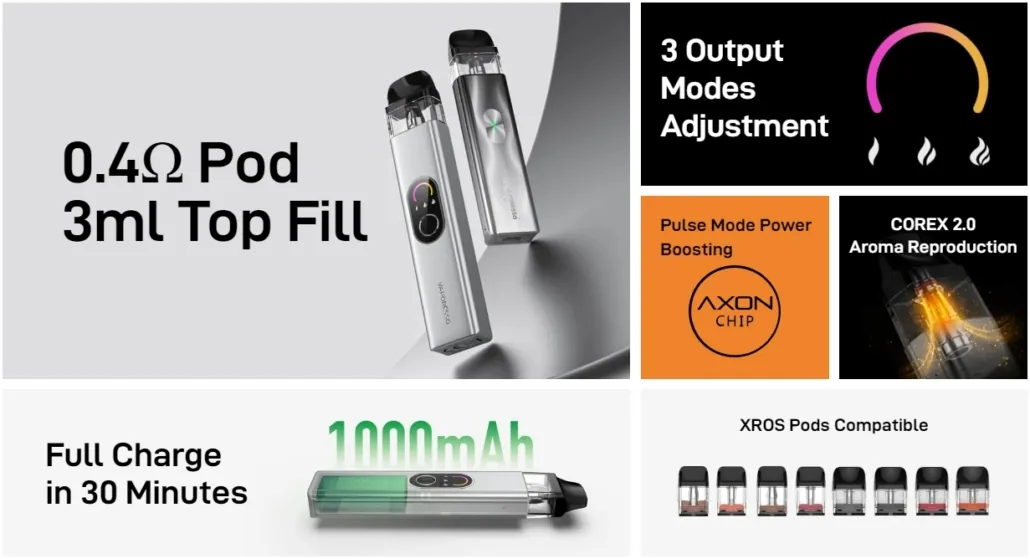 0.4Ω Pod
3ml Top Fill
VAPORESSO
3 Output
Modes
Adjustment
Pulse Mode Power
Boosting
AXON
CHIP
COREX 2.0
Aroma Reproduction
Full Charge
in 30 Minutes
1000mAh
XROS Pods Compatible